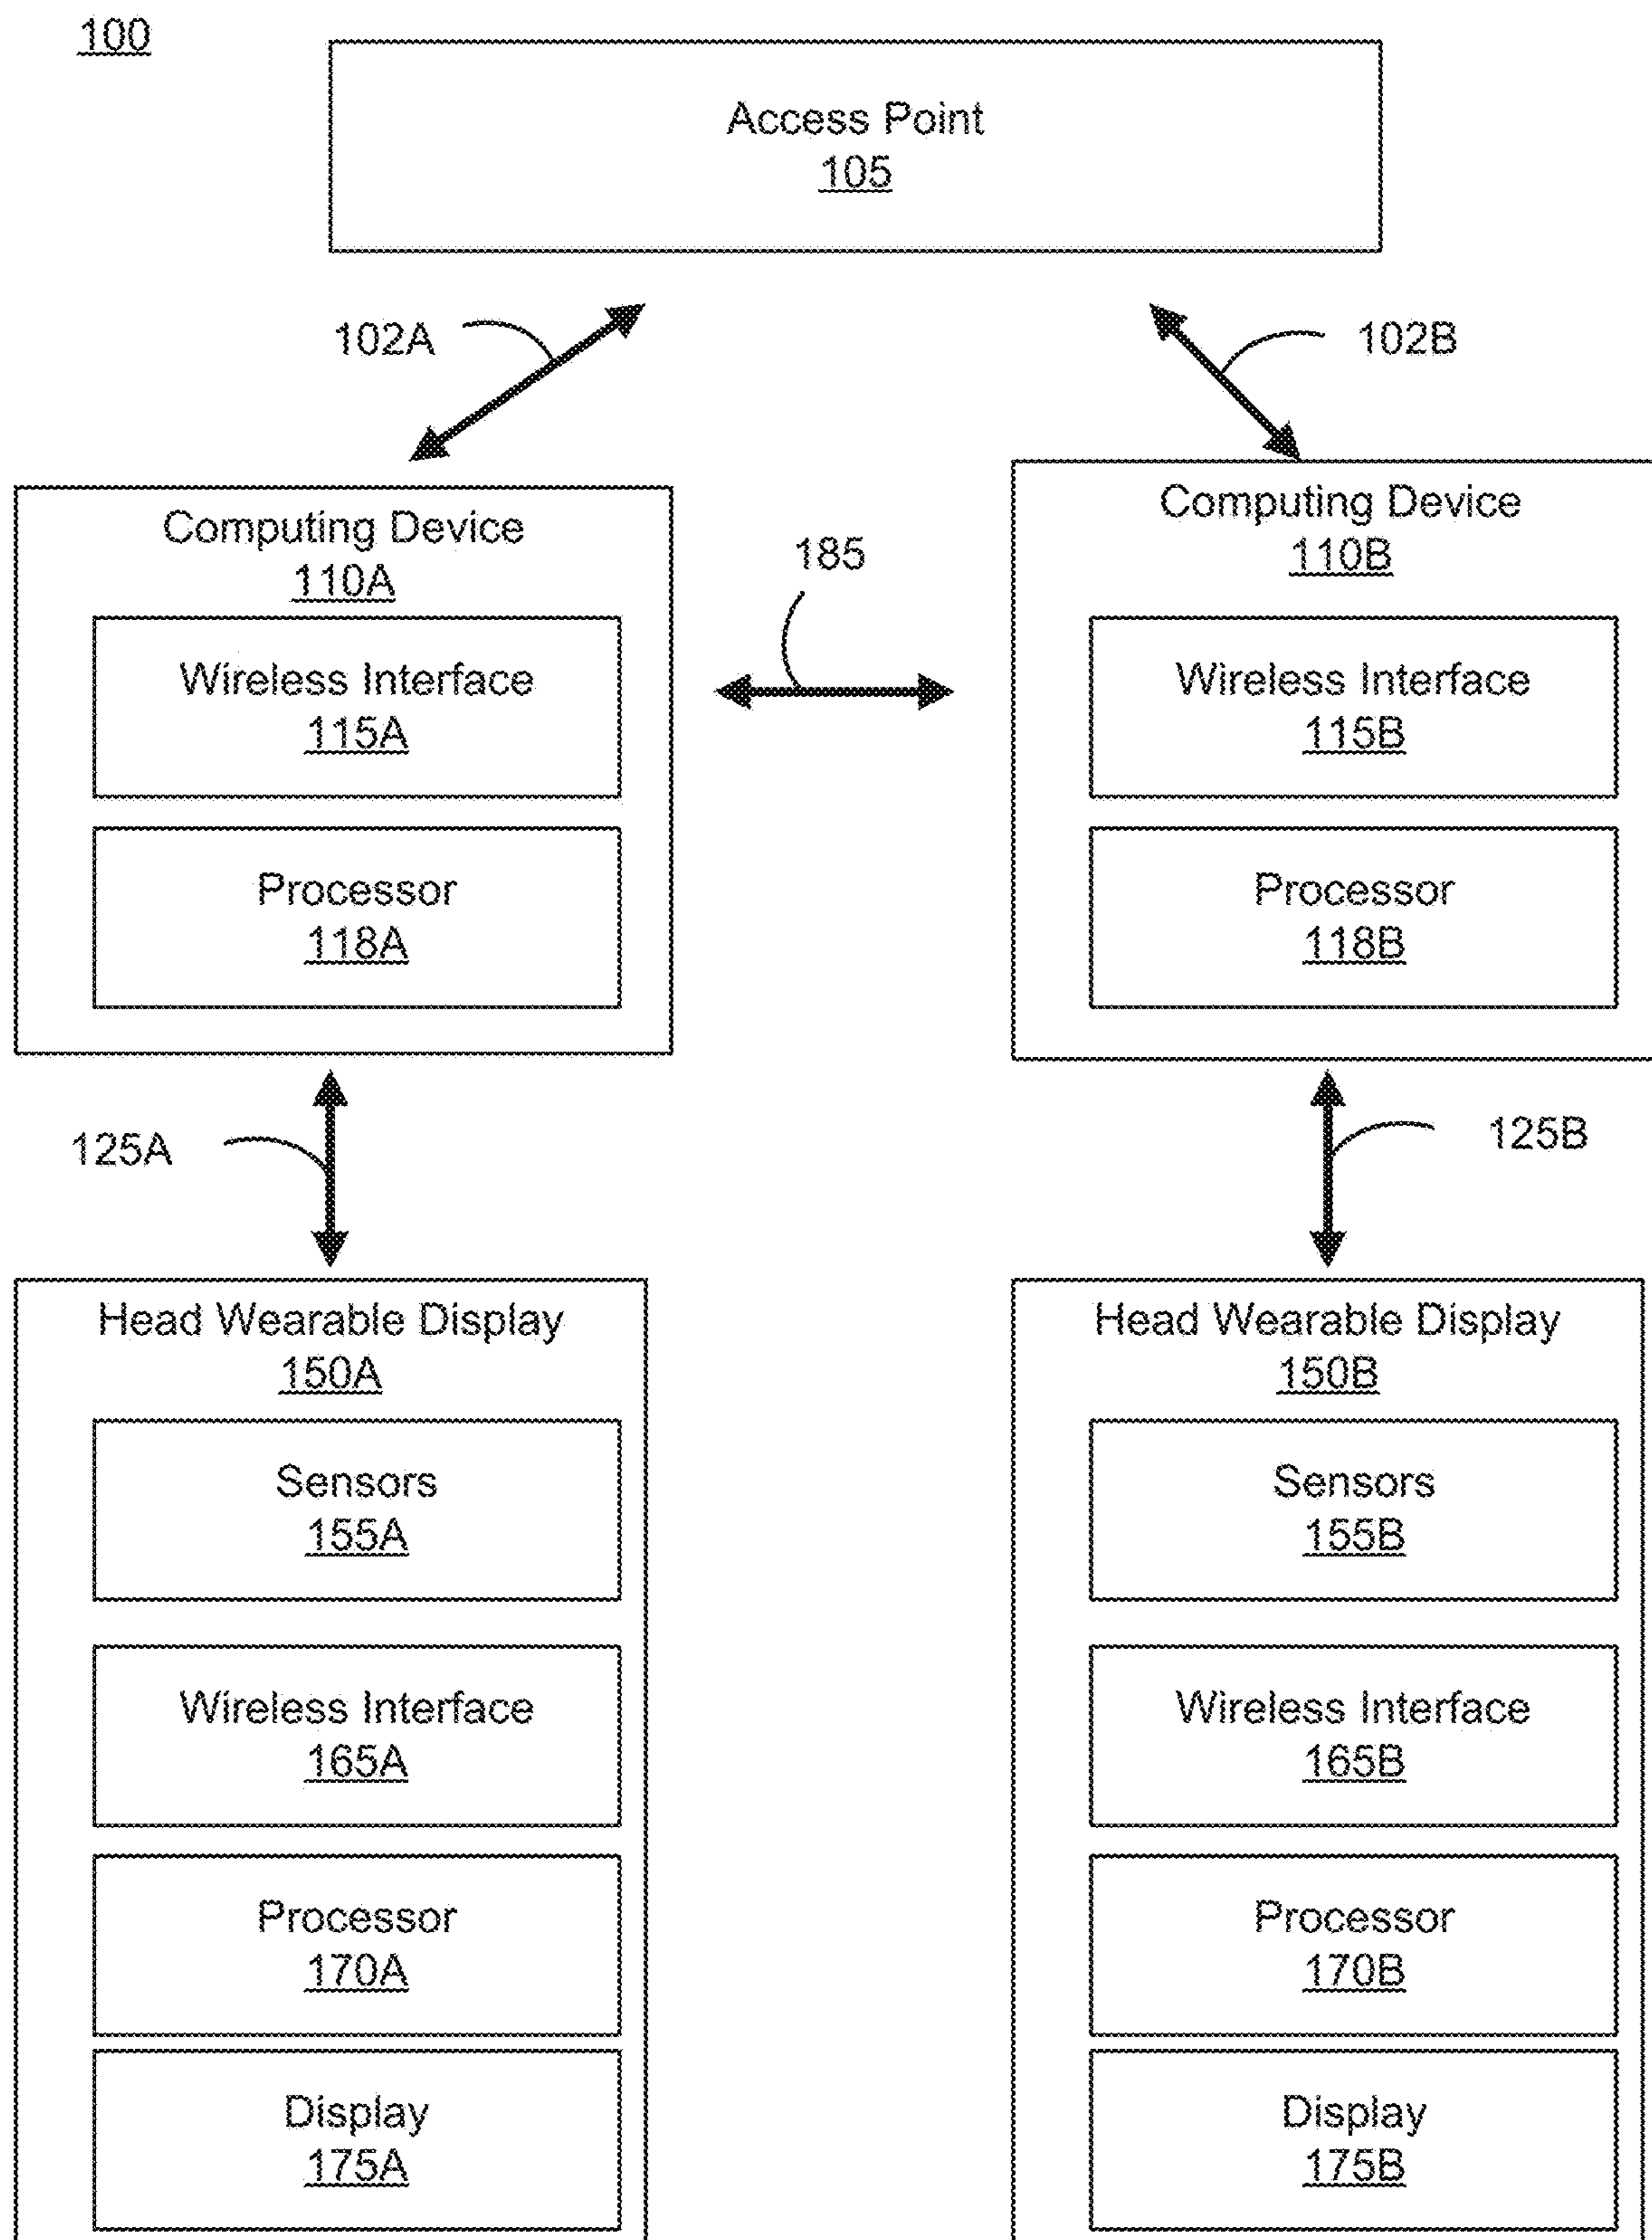 100
Access Point
105
102A
102B
Computing Device
110A
Wireless Interface
115A
Processor
118A
185
Computing Device
110B
Wireless Interface
115B
Processor
118B
125A
125B
Head Wearable Display
150A
Sensors
155A
Wireless Interface
165A
Processor
170A
Display
175A
Head Wearable Display
150B
Sensors
155B
Wireless Interface
165B
Processor
170B
Display
175B